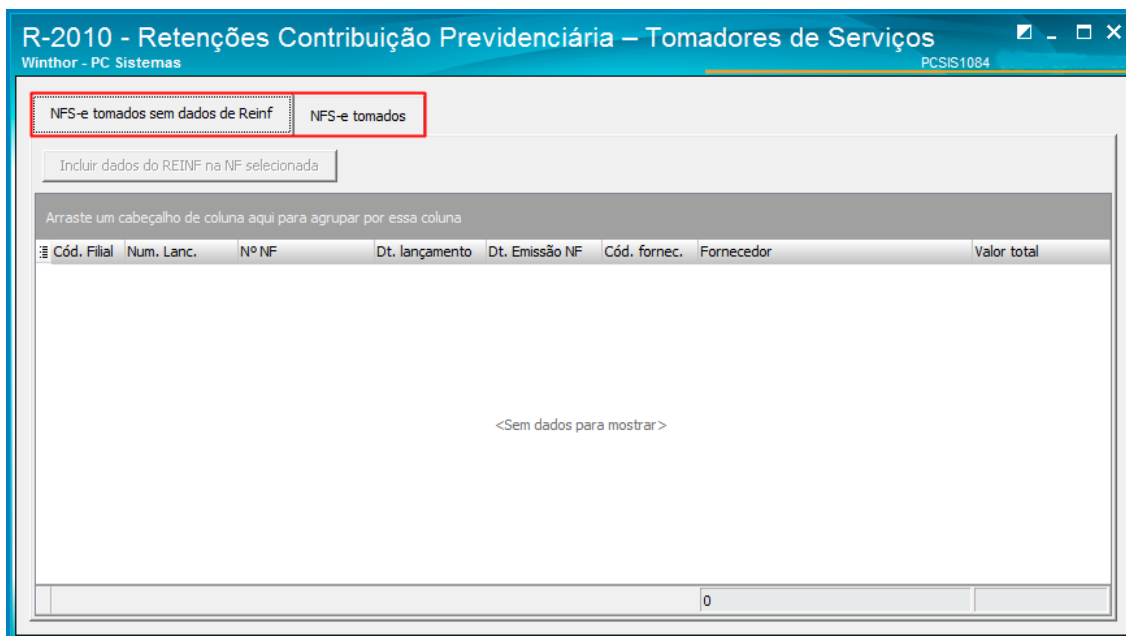 R-2010 - Retenções Contribuição Previdenciária – Tomadores de Serviços
Winthor - PC Sistemas PCSIS1084
NFS-e tomados sem dados de Reinf NFS-e tomados
Incluir dados do REINF na NF selecionada
Arraste um cabeçalho de coluna aqui para agrupar por essa coluna
Cód. Filial Num. Lanc. Nº NF Dt. lançamento Dt. Emissão NF Cód. fornec. Fornecedor Valor total
<Sem dados para mostrar>
0